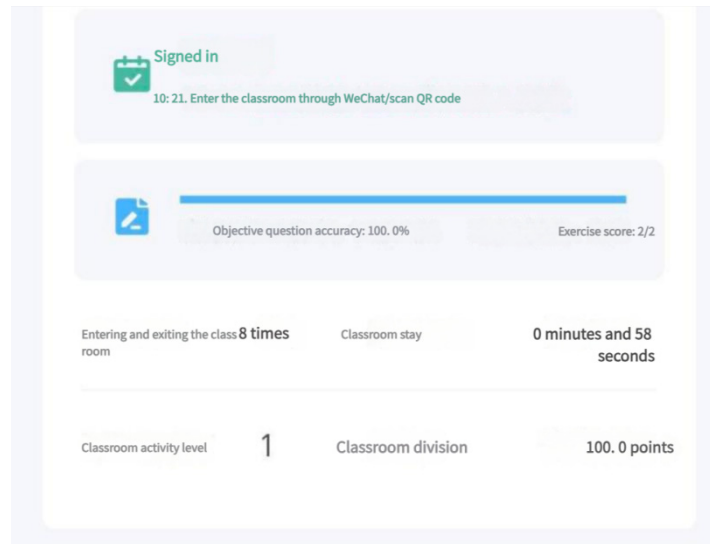 Signed in
10: 21. Enter the classroom through WeChat/scan QR code
Objective question accuracy: 100. 0% Exercise score: 2/2
Entering and exiting the class 8 times Classroom stay 0 minutes and 58
room seconds
Classroom activity level 1 Classroom division 100. 0 points